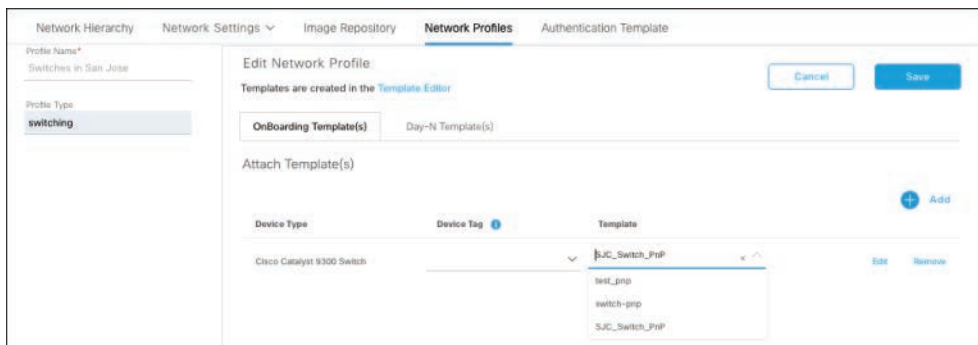 Network Hierarchy Network Settings Image Repository Network Profiles Authentication Template
Profile Name*
Switches in San Jose
Profile Type
switching
Edit Network Profile
Cancel Save
Templates are created in the Template Editor
OnBoarding Template(s) Day-N Template(s)
Attach Template(s)
Add
Device Type Device Tag Template
Cisco Catalyst 9300 Switch SJC_Switch_PnP x Edit Remove
test_pnp
switch-pnp
SJC_Switch_PnP